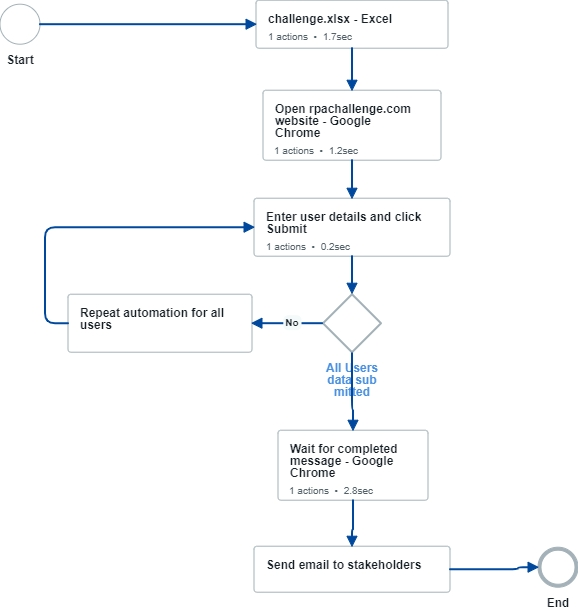 challenge.xlsx - Excel
1 actions • 1.7sec
Start
Open rpachallenge.com
website - Google
Chrome
1 actions • 1.2sec
Enter user details and click
Submit
1 actions • 0.2sec
Repeat automation for all
users
No
All Users
data sub
mitted
Wait for completed
message - Google
Chrome
1 actions • 2.8sec
Send email to stakeholders
End